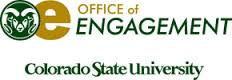 e OFFICE of
ENGAGEMENT
Colorado State University